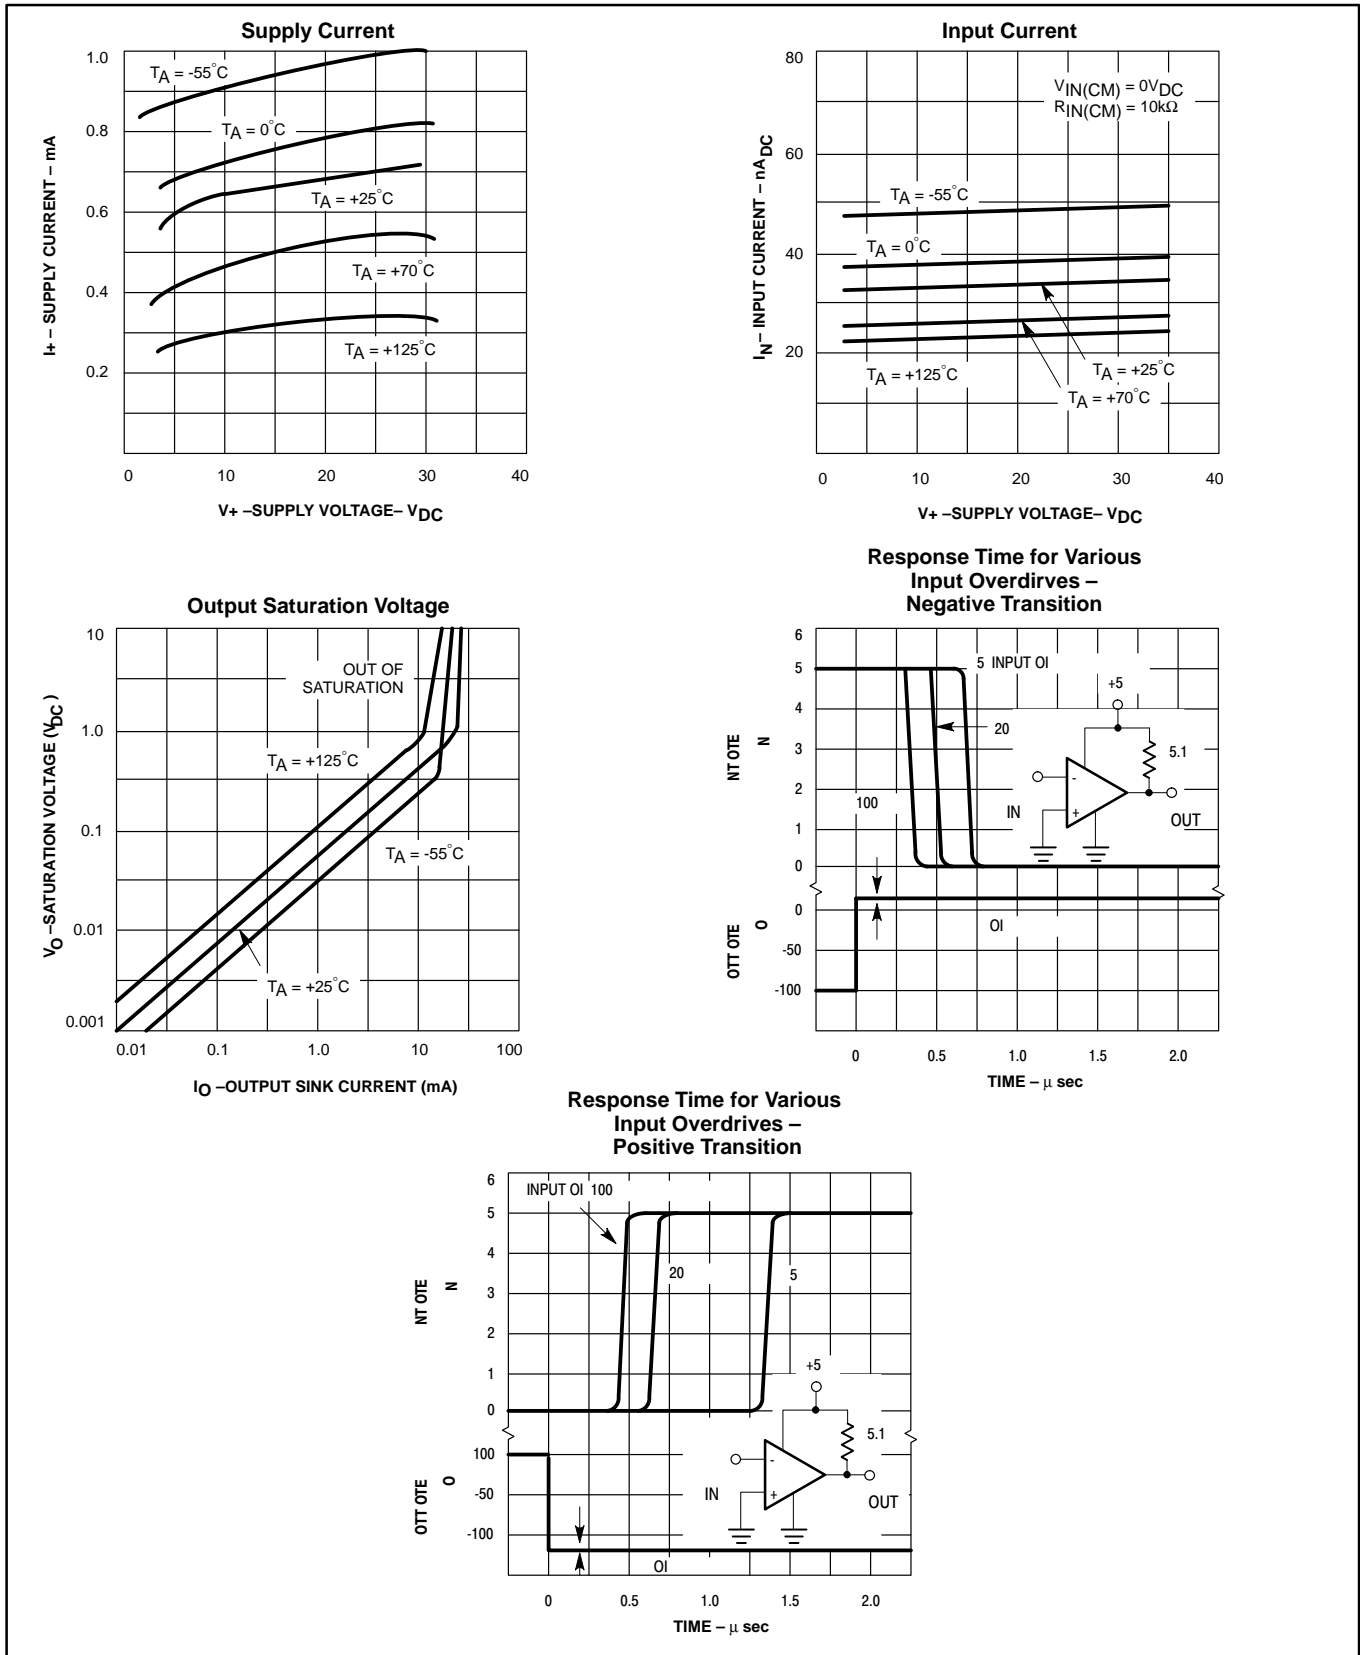 Supply Current
1.0
0.8
0.6
0.4
0.2
I+ – SUPPLY CURRENT – mA
TA = -55°C
TA = 0°C
TA = +25°C
TA = +70°C
TA = +125°C
0 10 20 30 40
V+ –SUPPLY VOLTAGE– VDC
Input Current
80
60
40
20
IN– INPUT CURRENT – nADC
VIN(CM) = 0VDC
RIN(CM) = 10kΩ
TA = -55°C
TA = 0°C
TA = +125°C
TA = +25°C
TA = +70°C
0 10 20 30 40
V+ –SUPPLY VOLTAGE– VDC
Output Saturation Voltage
10
1.0
0.1
0.01
0.001
VO –SATURATION VOLTAGE (VDC)
OUT OF
SATURATION
TA = +125°C
TA = -55°C
TA = +25°C
0.01 0.1 1.0 10 100
IO –OUTPUT SINK CURRENT (mA)
Response Time for Various
Input Overdirves –
Negative Transition
6
5
4
3
2
1
0
NT OTE
N
5 INPUT OI
20
100
+5
5.1
-
+
IN
OUT
0
-50
-100
OTT OTE
O
OI
0 0.5 1.0 1.5 2.0
TIME – μ sec
Response Time for Various
Input Overdrives –
Positive Transition
6
5
4
3
2
1
0
NT OTE
N
INPUT OI 100
20
5
+5
5.1
-
+
IN
OUT
100
-50
-100
OTT OTE
O
OI
0 0.5 1.0 1.5 2.0
TIME – μ sec